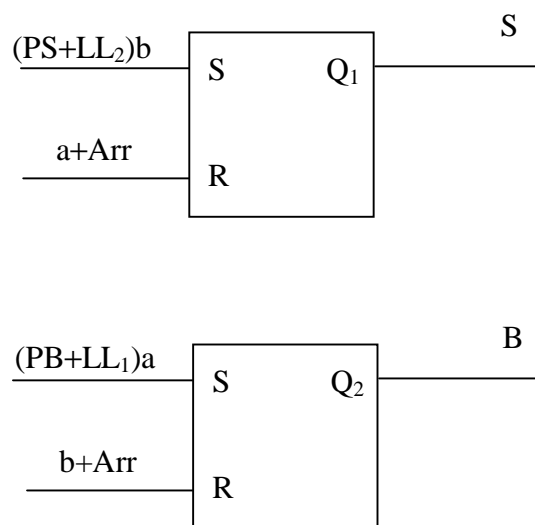 S
(PS+LL₂)b
S Q₁
a+Arr
R
B
(PB+LL₁)a
S Q₂
b+Arr
R